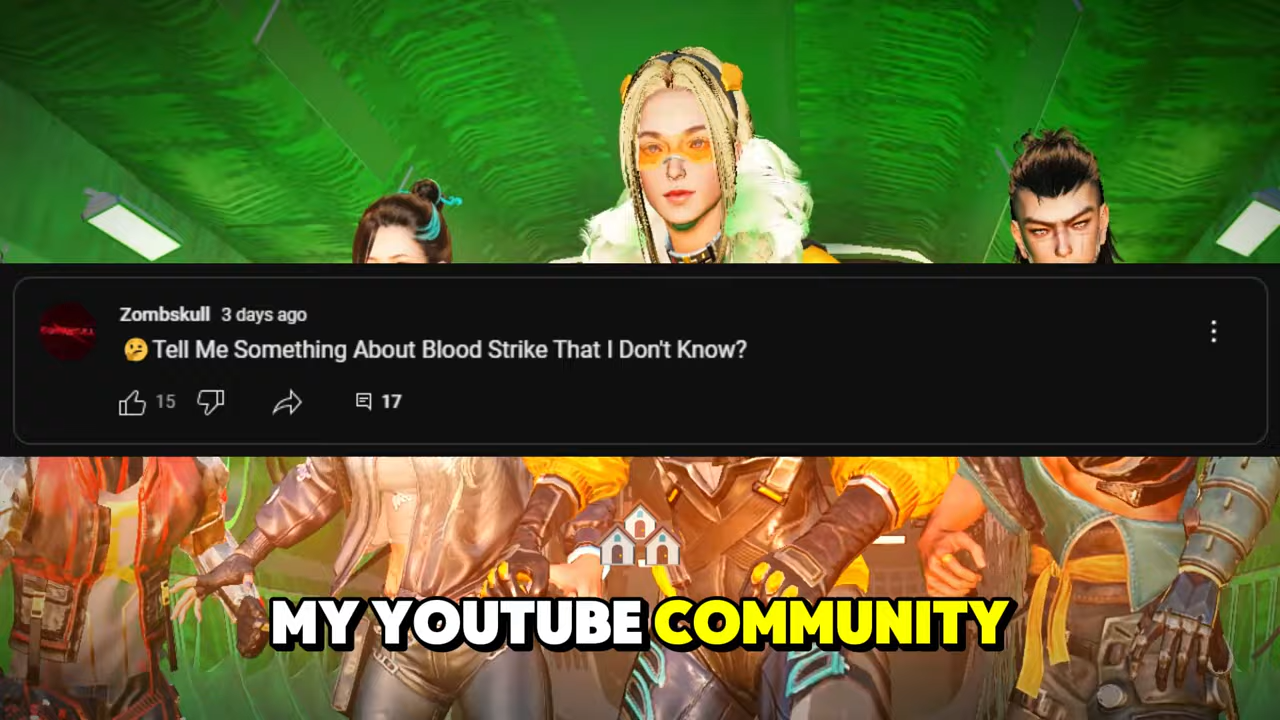 Zombskull 3 days ago
🤔Tell Me Something About Blood Strike That I Don't Know?
15 17
MY YOUTUBE COMMUNITY